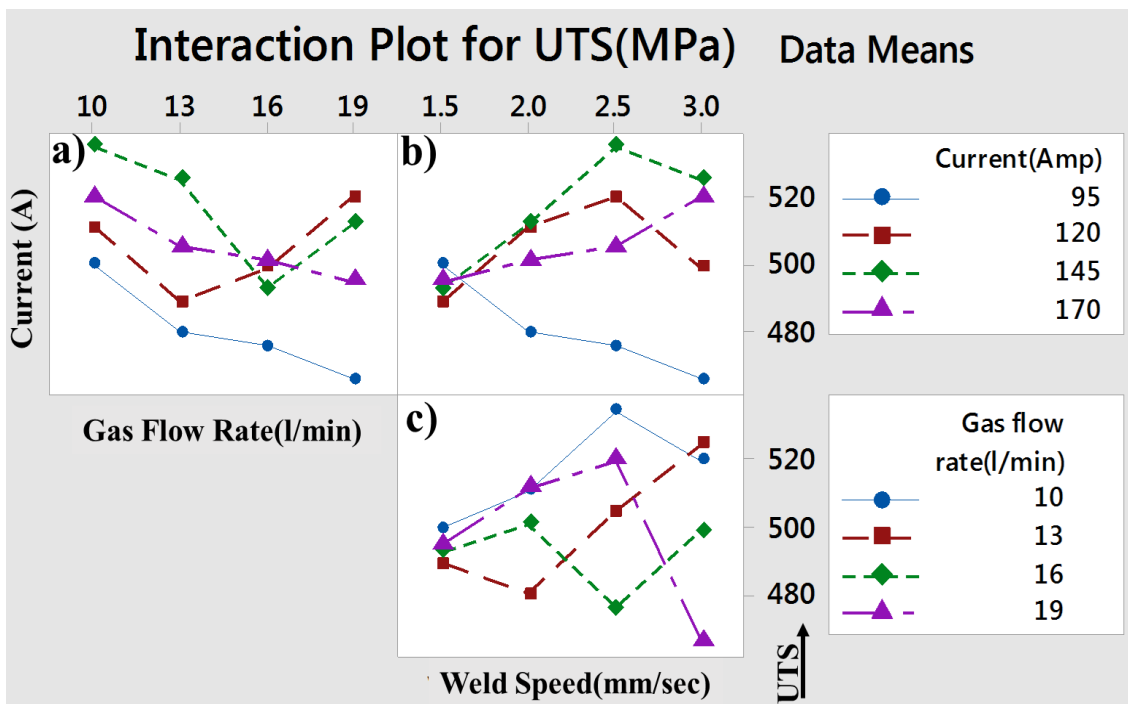 Interaction Plot for UTS(MPa) Data Means
10 13 16 19 1.5 2.0 2.5 3.0
a) b)
Current (A)
520
500
480
Current(Amp)
95
120
145
170
Gas Flow Rate(l/min)
c)
520
500
480
Gas flow
rate(l/min)
10
13
16
19
Weld Speed(mm/sec)
UTS